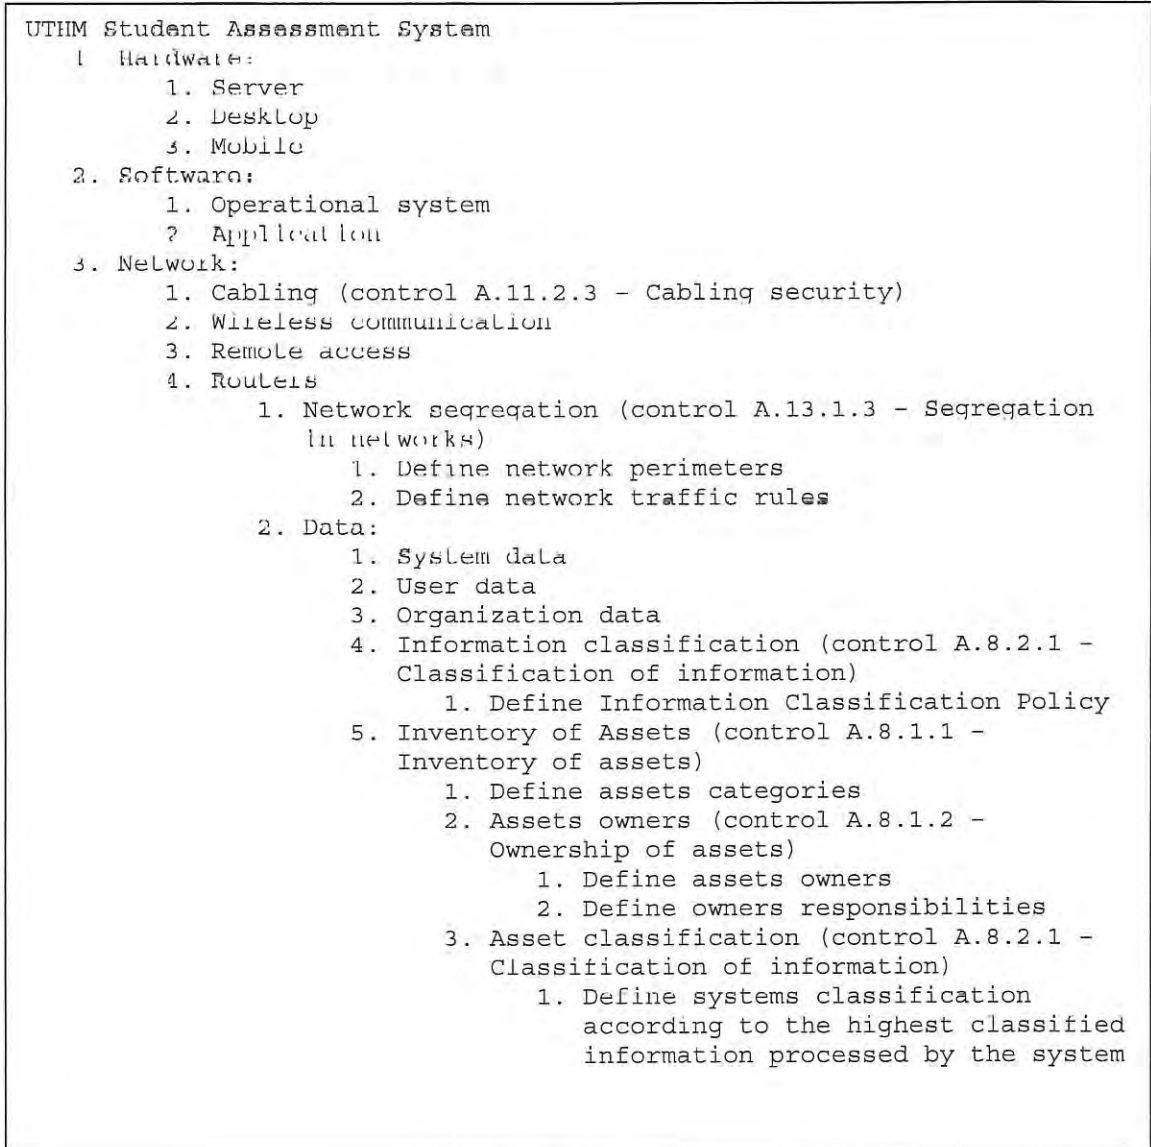 UTHM Student Assessment System
1 Hardware:
1. Server
2. Desktop
3. Mobile
2. Software:
1. Operational system
2 Application
3. Network:
1. Cabling (control A.11.2.3 – Cabling security)
2. Wireless communication
3. Remote access
4. Routers
1. Network segregation (control A.13.1.3 – Segregation
in networks)
1. Define network perimeters
2. Define network traffic rules
2. Data:
1. System data
2. User data
3. Organization data
4. Information classification (control A.8.2.1 –
Classification of information)
1. Define Information Classification Policy
5. Inventory of Assets (control A.8.1.1 –
Inventory of assets)
1. Define assets categories
2. Assets owners (control A.8.1.2 –
Ownership of assets)
1. Define assets owners
2. Define owners responsibilities
3. Asset classification (control A.8.2.1 –
Classification of information)
1. Define systems classification
according to the highest classified
information processed by the system